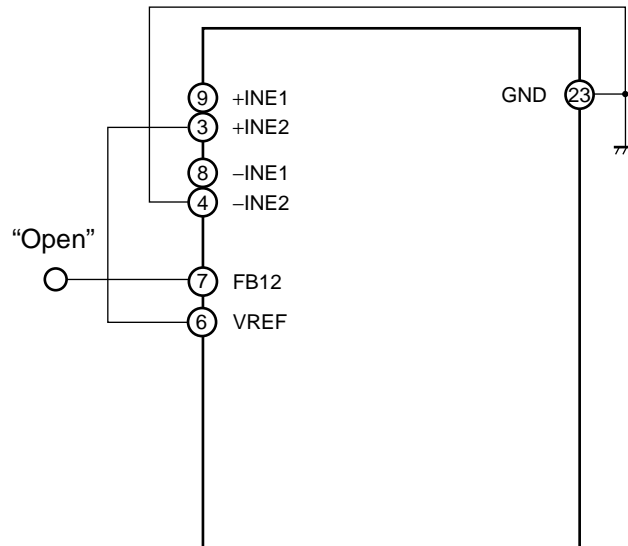 9 +INE1
GND 23
3 +INE2
8 −INE1
4 −INE2
“Open”
7 FB12
6 VREF